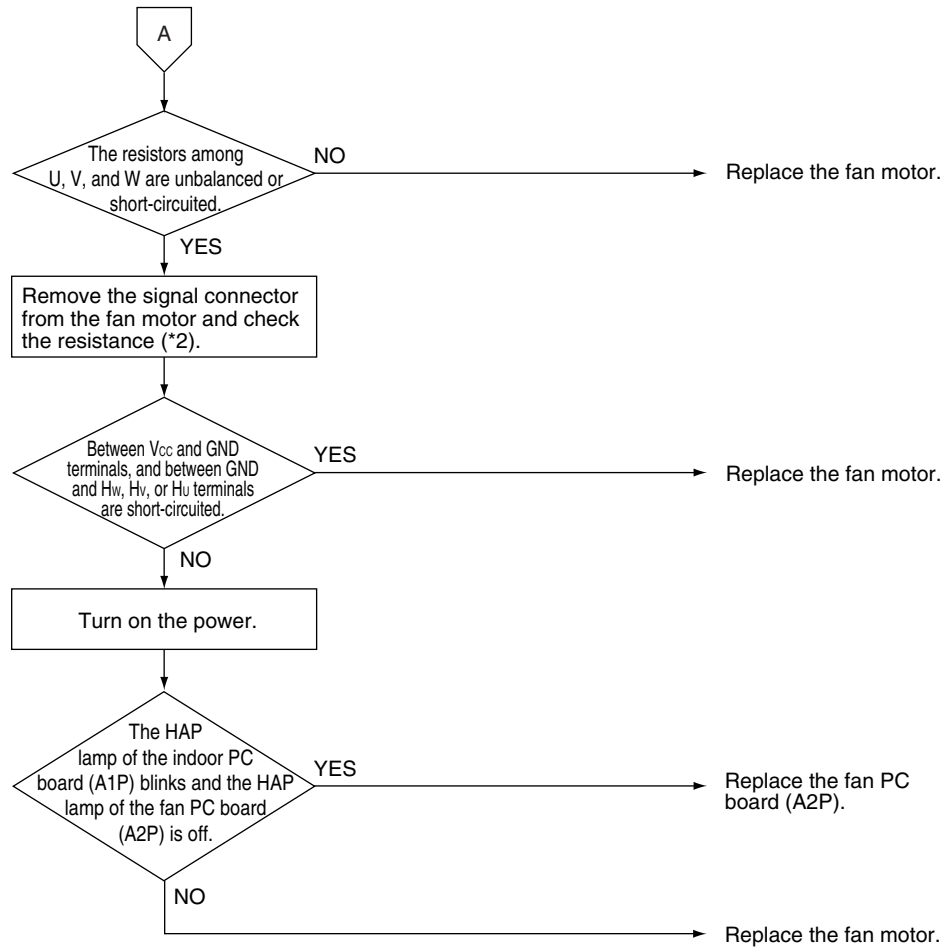 A
The resistors among
U, V, and W are unbalanced or
short-circuited.
NO
Replace the fan motor.
YES
Remove the signal connector
from the fan motor and check
the resistance (*2).
Between Vcc and GND
terminals, and between GND
and Hw, Hv, or Hu terminals
are short-circuited.
YES
Replace the fan motor.
NO
Turn on the power.
The HAP
lamp of the indoor PC
board (A1P) blinks and the HAP
lamp of the fan PC board
(A2P) is off.
YES
Replace the fan PC
board (A2P).
NO
Replace the fan motor.